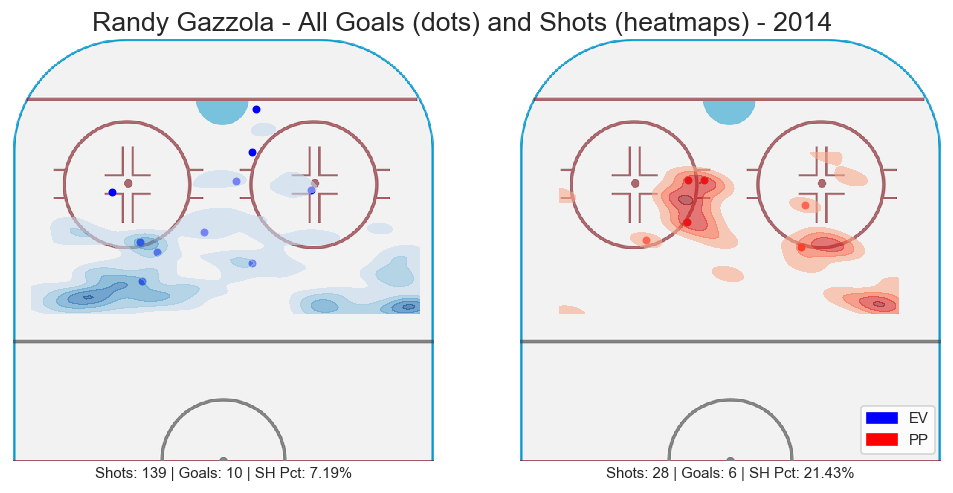 Randy Gazzola - All Goals (dots) and Shots (heatmaps) - 2014
EV
PP
Shots: 139 | Goals: 10 | SH Pct: 7.19%
Shots: 28 | Goals: 6 | SH Pct: 21.43%